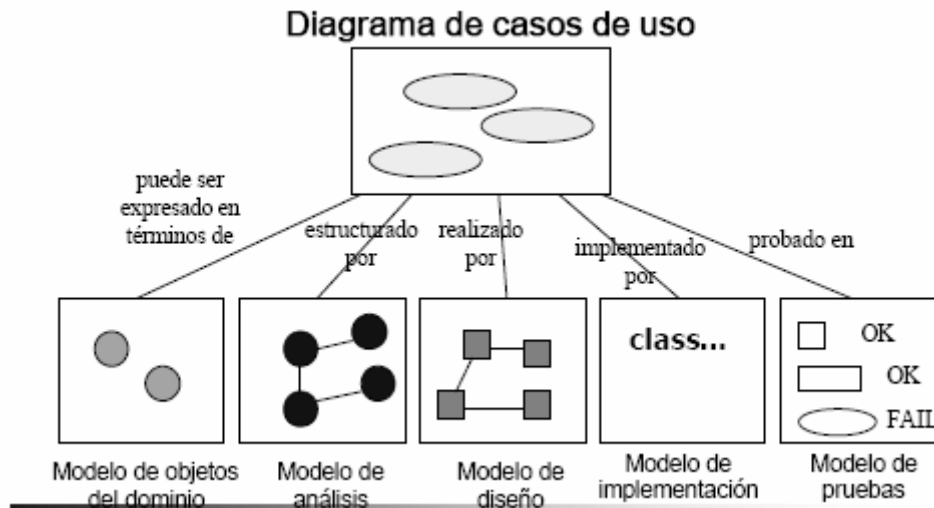 Diagrama de casos de uso
puede ser
expresado en
términos de
estructurado
por
realizado
por
implementado
por
probado en
class...
OK
OK
FAIL
Modelo de objetos
del dominio
Modelo de
análisis
Modelo de
diseño
Modelo de
implementación
Modelo de
pruebas